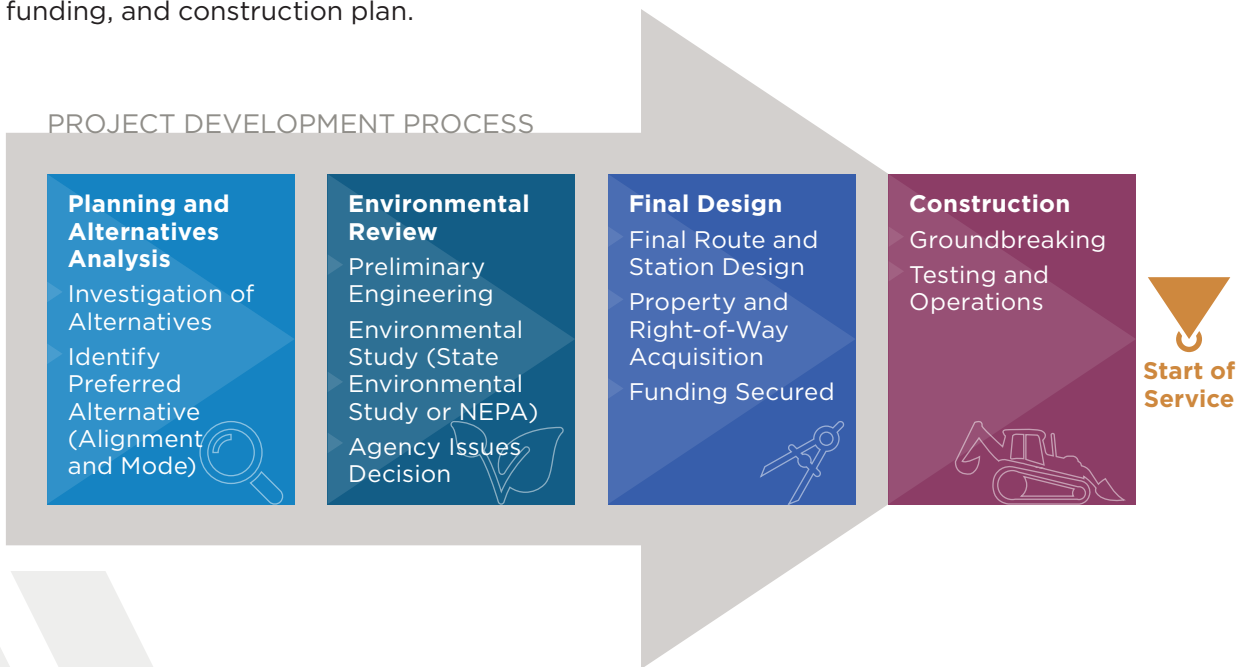 funding, and construction plan.
PROJECT DEVELOPMENT PROCESS
Planning and
Alternatives
Analysis
Investigation of
Alternatives
Identify
Preferred
Alternative
(Alignment
and Mode)
Environmental
Review
Preliminary
Engineering
Environmental
Study (State
Environmental
Study or NEPA)
Agency Issues
Decision
Final Design
Final Route and
Station Design
Property and
Right-of-Way
Acquisition
Funding Secured
Construction
Groundbreaking
Testing and
Operations
Start of
Service